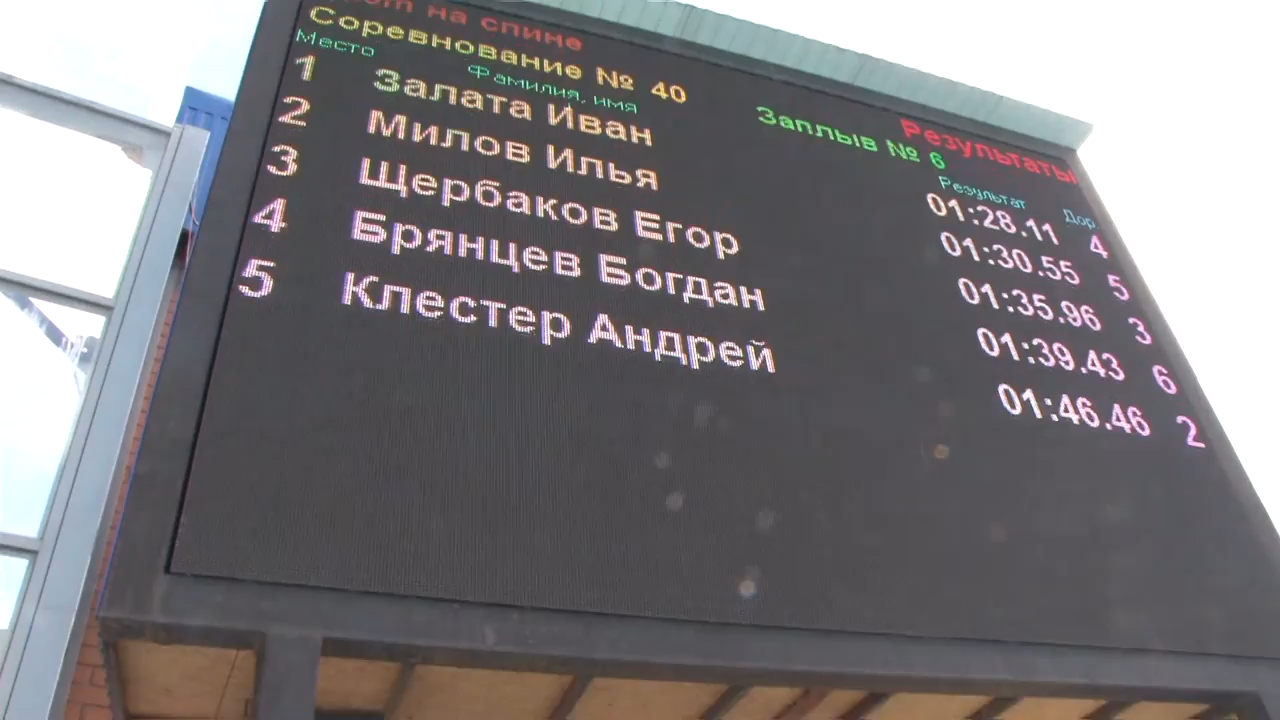 на спине
Соревнование № 40 Заплыв № 6 Результаты
Место Фамилия, имя Результат Дор.
1 Залата Иван 01:28.11 4
2 Милов Илья 01:30.55 5
3 Щербаков Егор 01:35.96 3
4 Брянцев Богдан 01:39.43 6
5 Клестер Андрей 01:46.46 2